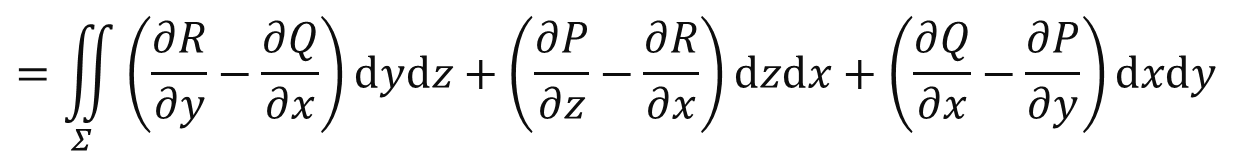 = ∬_Σ (∂R/∂y − ∂Q/∂x) dydz + (∂P/∂z − ∂R/∂x) dzdx + (∂Q/∂x − ∂P/∂y) dxdy